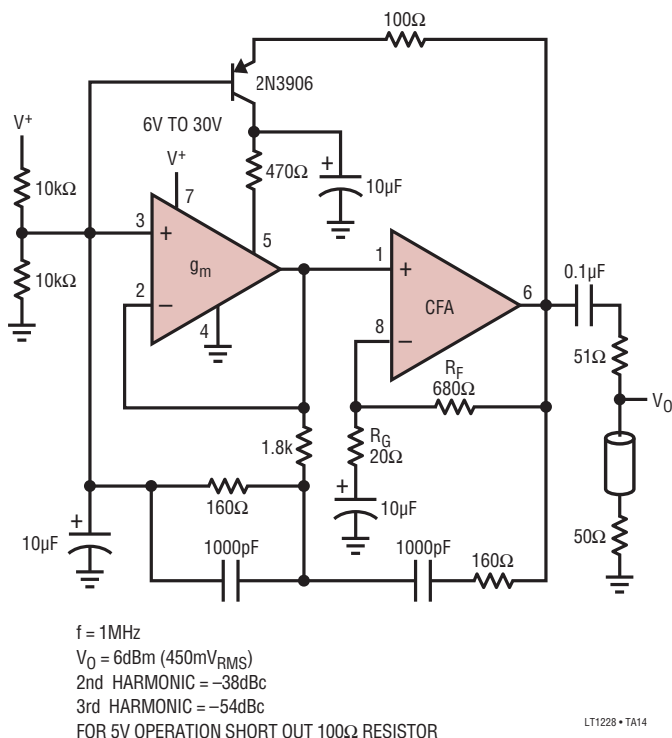 100Ω
2N3906
6V TO 30V
V+
V+
10kΩ
470Ω
+
10µF
3
7
+
5
gm
2
−
4
10kΩ
1
+
CFA
6
8
−
0.1µF
51Ω
VO
RF
680Ω
1.8k
RG
20Ω
+
10µF
160Ω
+
10µF
1000pF
1000pF
160Ω
50Ω
f = 1MHz
VO = 6dBm (450mVRMS)
2nd HARMONIC = −38dBc
3rd HARMONIC = −54dBc
FOR 5V OPERATION SHORT OUT 100Ω RESISTOR
LT1228 • TA14